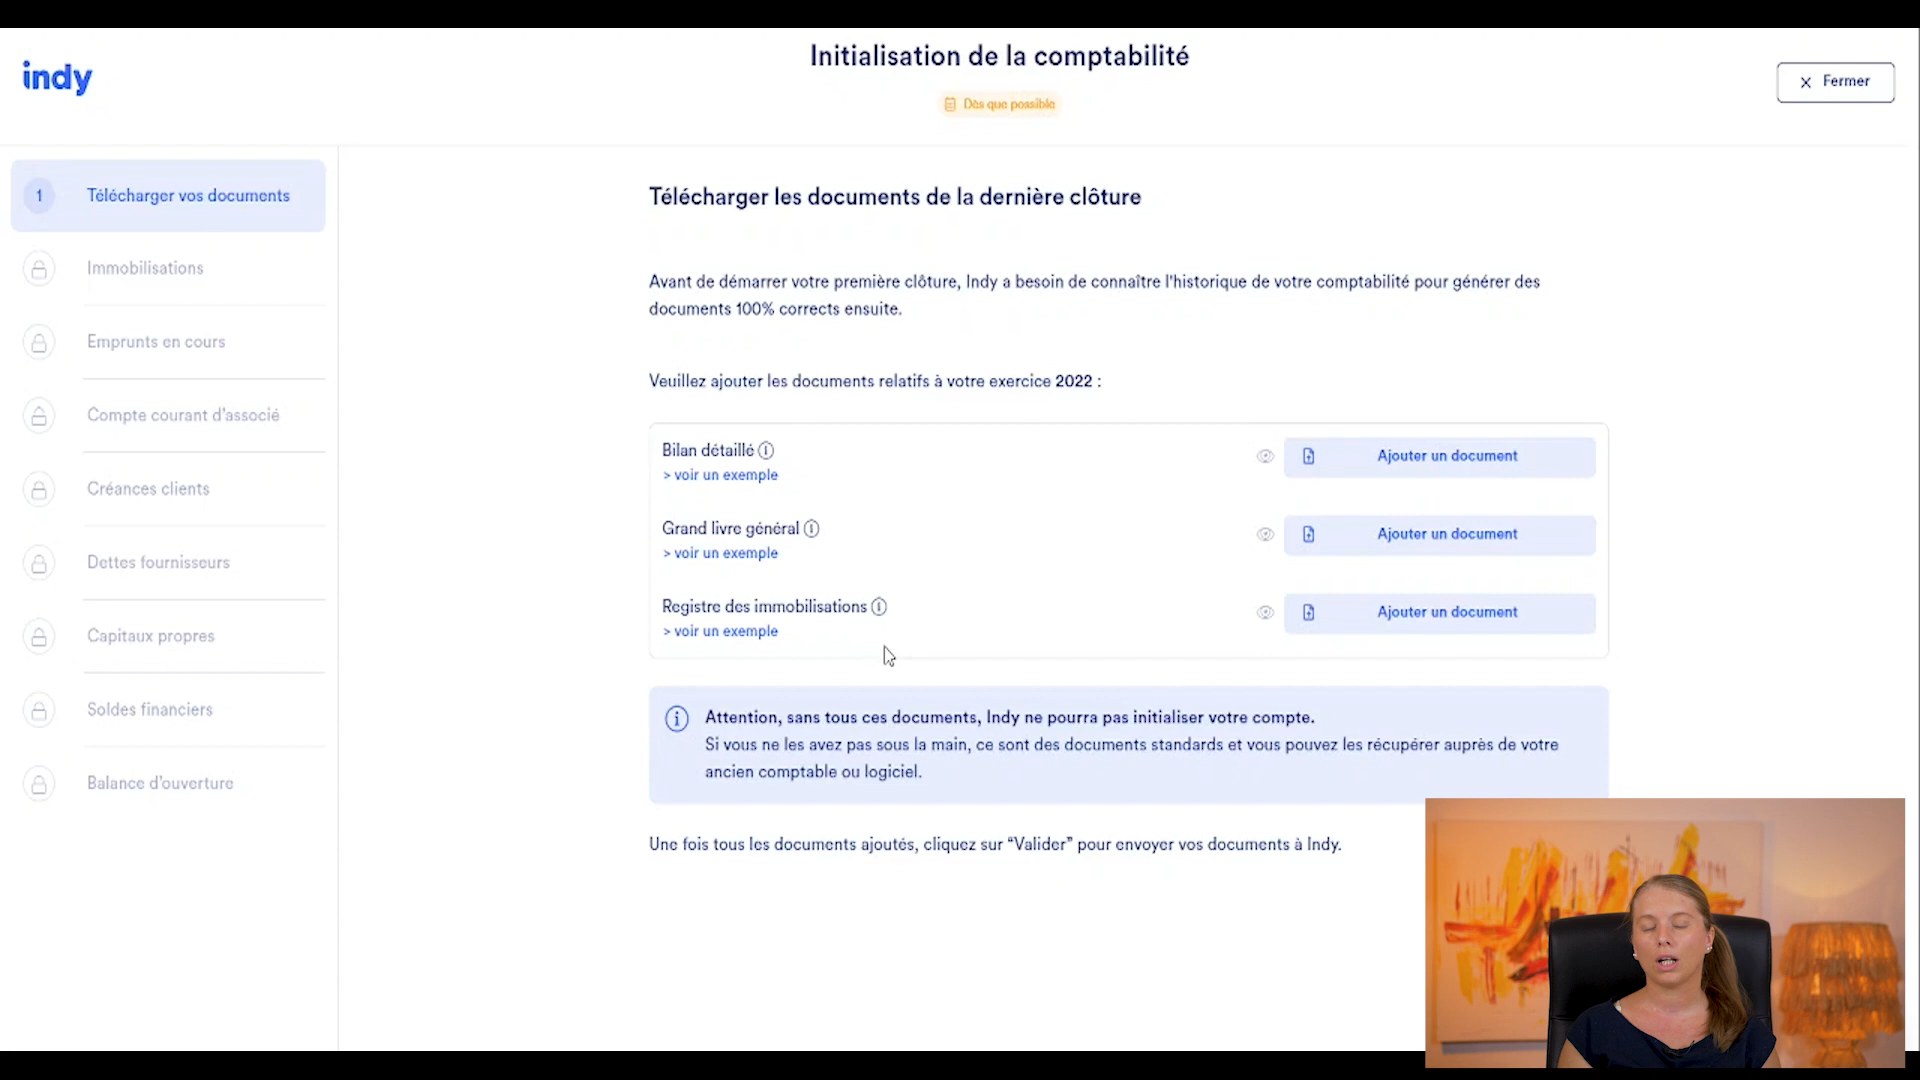 Initialisation de la comptabilité
indy
Fermer
Dès que possible
1
Télécharger vos documents
Immobilisations
Emprunts en cours
Compte courant d'associé
Créances clients
Dettes fournisseurs
Capitaux propres
Soldes financiers
Balance d'ouverture
Télécharger les documents de la dernière clôture
Avant de démarrer votre première clôture, Indy a besoin de connaître l'historique de votre comptabilité pour générer des
documents 100% corrects ensuite.
Veuillez ajouter les documents relatifs à votre exercice 2022 :
Bilan détaillé
> voir un exemple
Ajouter un document
Grand livre général
> voir un exemple
Ajouter un document
Registre des immobilisations
> voir un exemple
Ajouter un document
Attention, sans tous ces documents, Indy ne pourra pas initialiser votre compte.
Si vous ne les avez pas sous la main, ce sont des documents standards et vous pouvez les récupérer auprès de votre
ancien comptable ou logiciel.
Une fois tous les documents ajoutés, cliquez sur “Valider” pour envoyer vos documents à Indy.